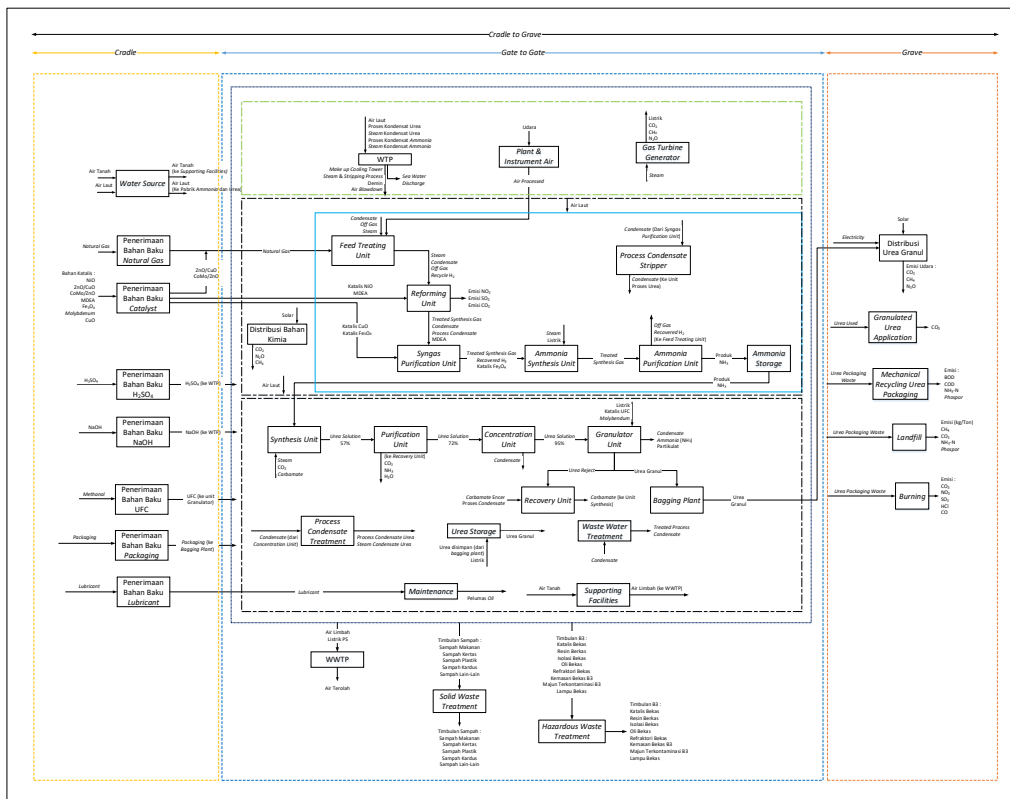 Cradle to Grave
Cradle
Gate to Gate
Grave
Air Laut
Proses Kondensat Urea
Steam Kondensat Urea
Proses Kondensat Ammonia
Steam Kondensat Ammonia
WTP
Make up Cooling Tower
Steam & Stripping Process
Demin
Air Blowdown
Sea Water
Discharge
Udara
Plant &
Instrument Air
Air Processed
Listrik
CO₂
CH₄
N₂O
Gas Turbine
Generator
Steam
Air Tanah
Air Laut
Water Source
Air Tanah
(ke Supporting Facilities)
Air Laut
(ke Pabrik Ammonia dan Urea)
Natural Gas
Penerimaan
Bahan Baku
Natural Gas
ZnO/CuO
CoMo/ZnO
Natural Gas
Bahan Katalis :
NiO
ZnO/CuO
CoMo/ZnO
MDEA
Fe₃O₄
Molybdenum
CuO
Penerimaan
Bahan Baku
Catalyst
Katalis NiO
MDEA
Katalis CuO
Katalis Fe₃O₄
Solar
Distribusi Bahan
Kimia
CO₂
N₂O
CH₄
Air Laut
Condensate
Off Gas
Steam
Feed Treating
Unit
Steam
Condensate
Off Gas
Recycle H₂
Reforming
Unit
Emisi NO₂
Emisi SO₂
Emisi CO₂
Treated Synthesis Gas
Condensate
Process Condensate
MDEA
Syngas
Purification Unit
Treated Synthesis Gas
Recovered H₂
Katalis Fe₃O₄
Steam
Listrik
Ammonia
Synthesis Unit
Treated
Synthesis Gas
Off Gas
Recovered H₂
(Ke Feed Treating Unit)
Ammonia
Purification Unit
Produk
NH₃
Ammonia
Storage
Produk
NH₃
Condensate (Dari Syngas
Purification Unit)
Process Condensate
Stripper
Condensate (Ke Unit
Proses Urea)
Air Laut
H₂SO₄
Penerimaan
Bahan Baku
H₂SO4
H₂SO4 (ke WTP)
NaOH
Penerimaan
Bahan Baku
NaOH
NaOH (ke WTP)
Methanol
Penerimaan
Bahan Baku
UFC
UFC (ke unit
Granulator)
Packaging
Penerimaan
Bahan Baku
Packaging
Packaging (ke
Bagging Plant)
Lubricant
Penerimaan
Bahan Baku
Lubricant
Lubricant
Maintenance
Pelumas Oil
Synthesis Unit
Steam
CO₂
Carbamate
Urea Solution
57%
Purification
Unit
(ke Recovery Unit)
CO₂
NH₃
H₂O
Urea Solution
72%
Concentration
Unit
Condensate
Urea Solution
95%
Listrik
Katalis UFC
Molybdenum
Granulator
Unit
Condensate
Ammonia (NH₃)
Partikulat
Urea Reject
Urea Granul
Carbamate Encer
Proses Condensate
Recovery Unit
Carbamate (ke Unit
Synthesis)
Bagging Plant
Urea
Granul
Condensate (dari
Concentration Unit)
Process
Condensate
Treatment
Process Condensate Urea
Steam Condensate Urea
Urea Storage
Urea Granul
Urea disimpan (dari
bagging plant)
Listrik
Waste Water
Treatment
Treated Process
Condensate
Condensate
Air Tanah
Supporting
Facilities
Air Limbah (ke WWTP)
Electricity
Solar
Distribusi
Urea Granul
Emisi Udara :
CO₂
CH₄
N₂O
Urea Used
Granulated
Urea
Application
CO₂
Urea Packaging
Waste
Mechanical
Recycling Urea
Packaging
Emisi :
BOD
COD
NH₃-N
Phospor
Urea Packaging Waste
Landfill
Emisi (kg/Ton)
CH₄
CO₂
NH₃-N
Phospor
Urea Packaging Waste
Burning
Emisi :
CO₂
NO₂
SO₂
HCl
CO
Air Limbah
Listrik PS
WWTP
Air Terolah
Timbulan Sampah :
Sampah Makanan
Sampah Kertas
Sampah Plastik
Sampah Kardus
Sampah Lain-Lain
Solid Waste
Treatment
Timbulan Sampah :
Sampah Makanan
Sampah Kertas
Sampah Plastik
Sampah Kardus
Sampah Lain-Lain
Timbulan B3 :
Katalis Bekas
Resin Berkas
Isolasi Bekas
Oli Bekas
Refraktori Bekas
Kemasan Bekas B3
Majun Terkontaminasi B3
Lampu Bekas
Hazardous Waste
Treatment
Timbulan B3 :
Katalis Bekas
Resin Berkas
Isolasi Bekas
Oli Bekas
Refraktori Bekas
Kemasan Bekas B3
Majun Terkontaminasi B3
Lampu Bekas